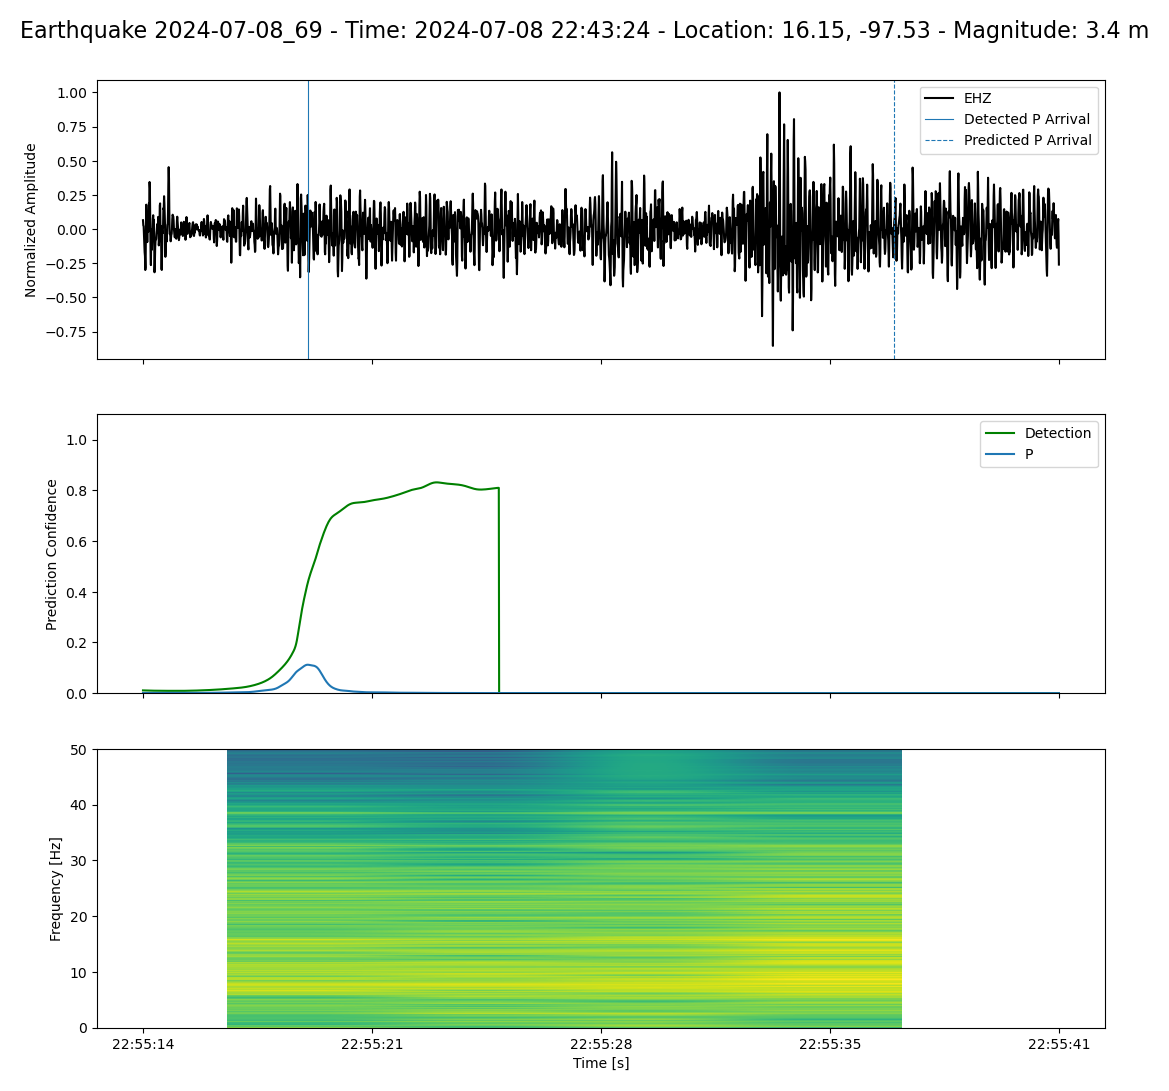 Earthquake 2024-07-08_69 - Time: 2024-07-08 22:43:24 - Location: 16.15, -97.53 - Magnitude: 3.4 m
1.00
0.75
0.50
0.25
0.00
−0.25
−0.50
−0.75
Normalized Amplitude
EHZ
Detected P Arrival
Predicted P Arrival
1.0
0.8
0.6
0.4
0.2
0.0
Prediction Confidence
Detection
P
50
40
30
20
10
0
Frequency [Hz]
22:55:14 22:55:21 22:55:28 22:55:35 22:55:41
Time [s]